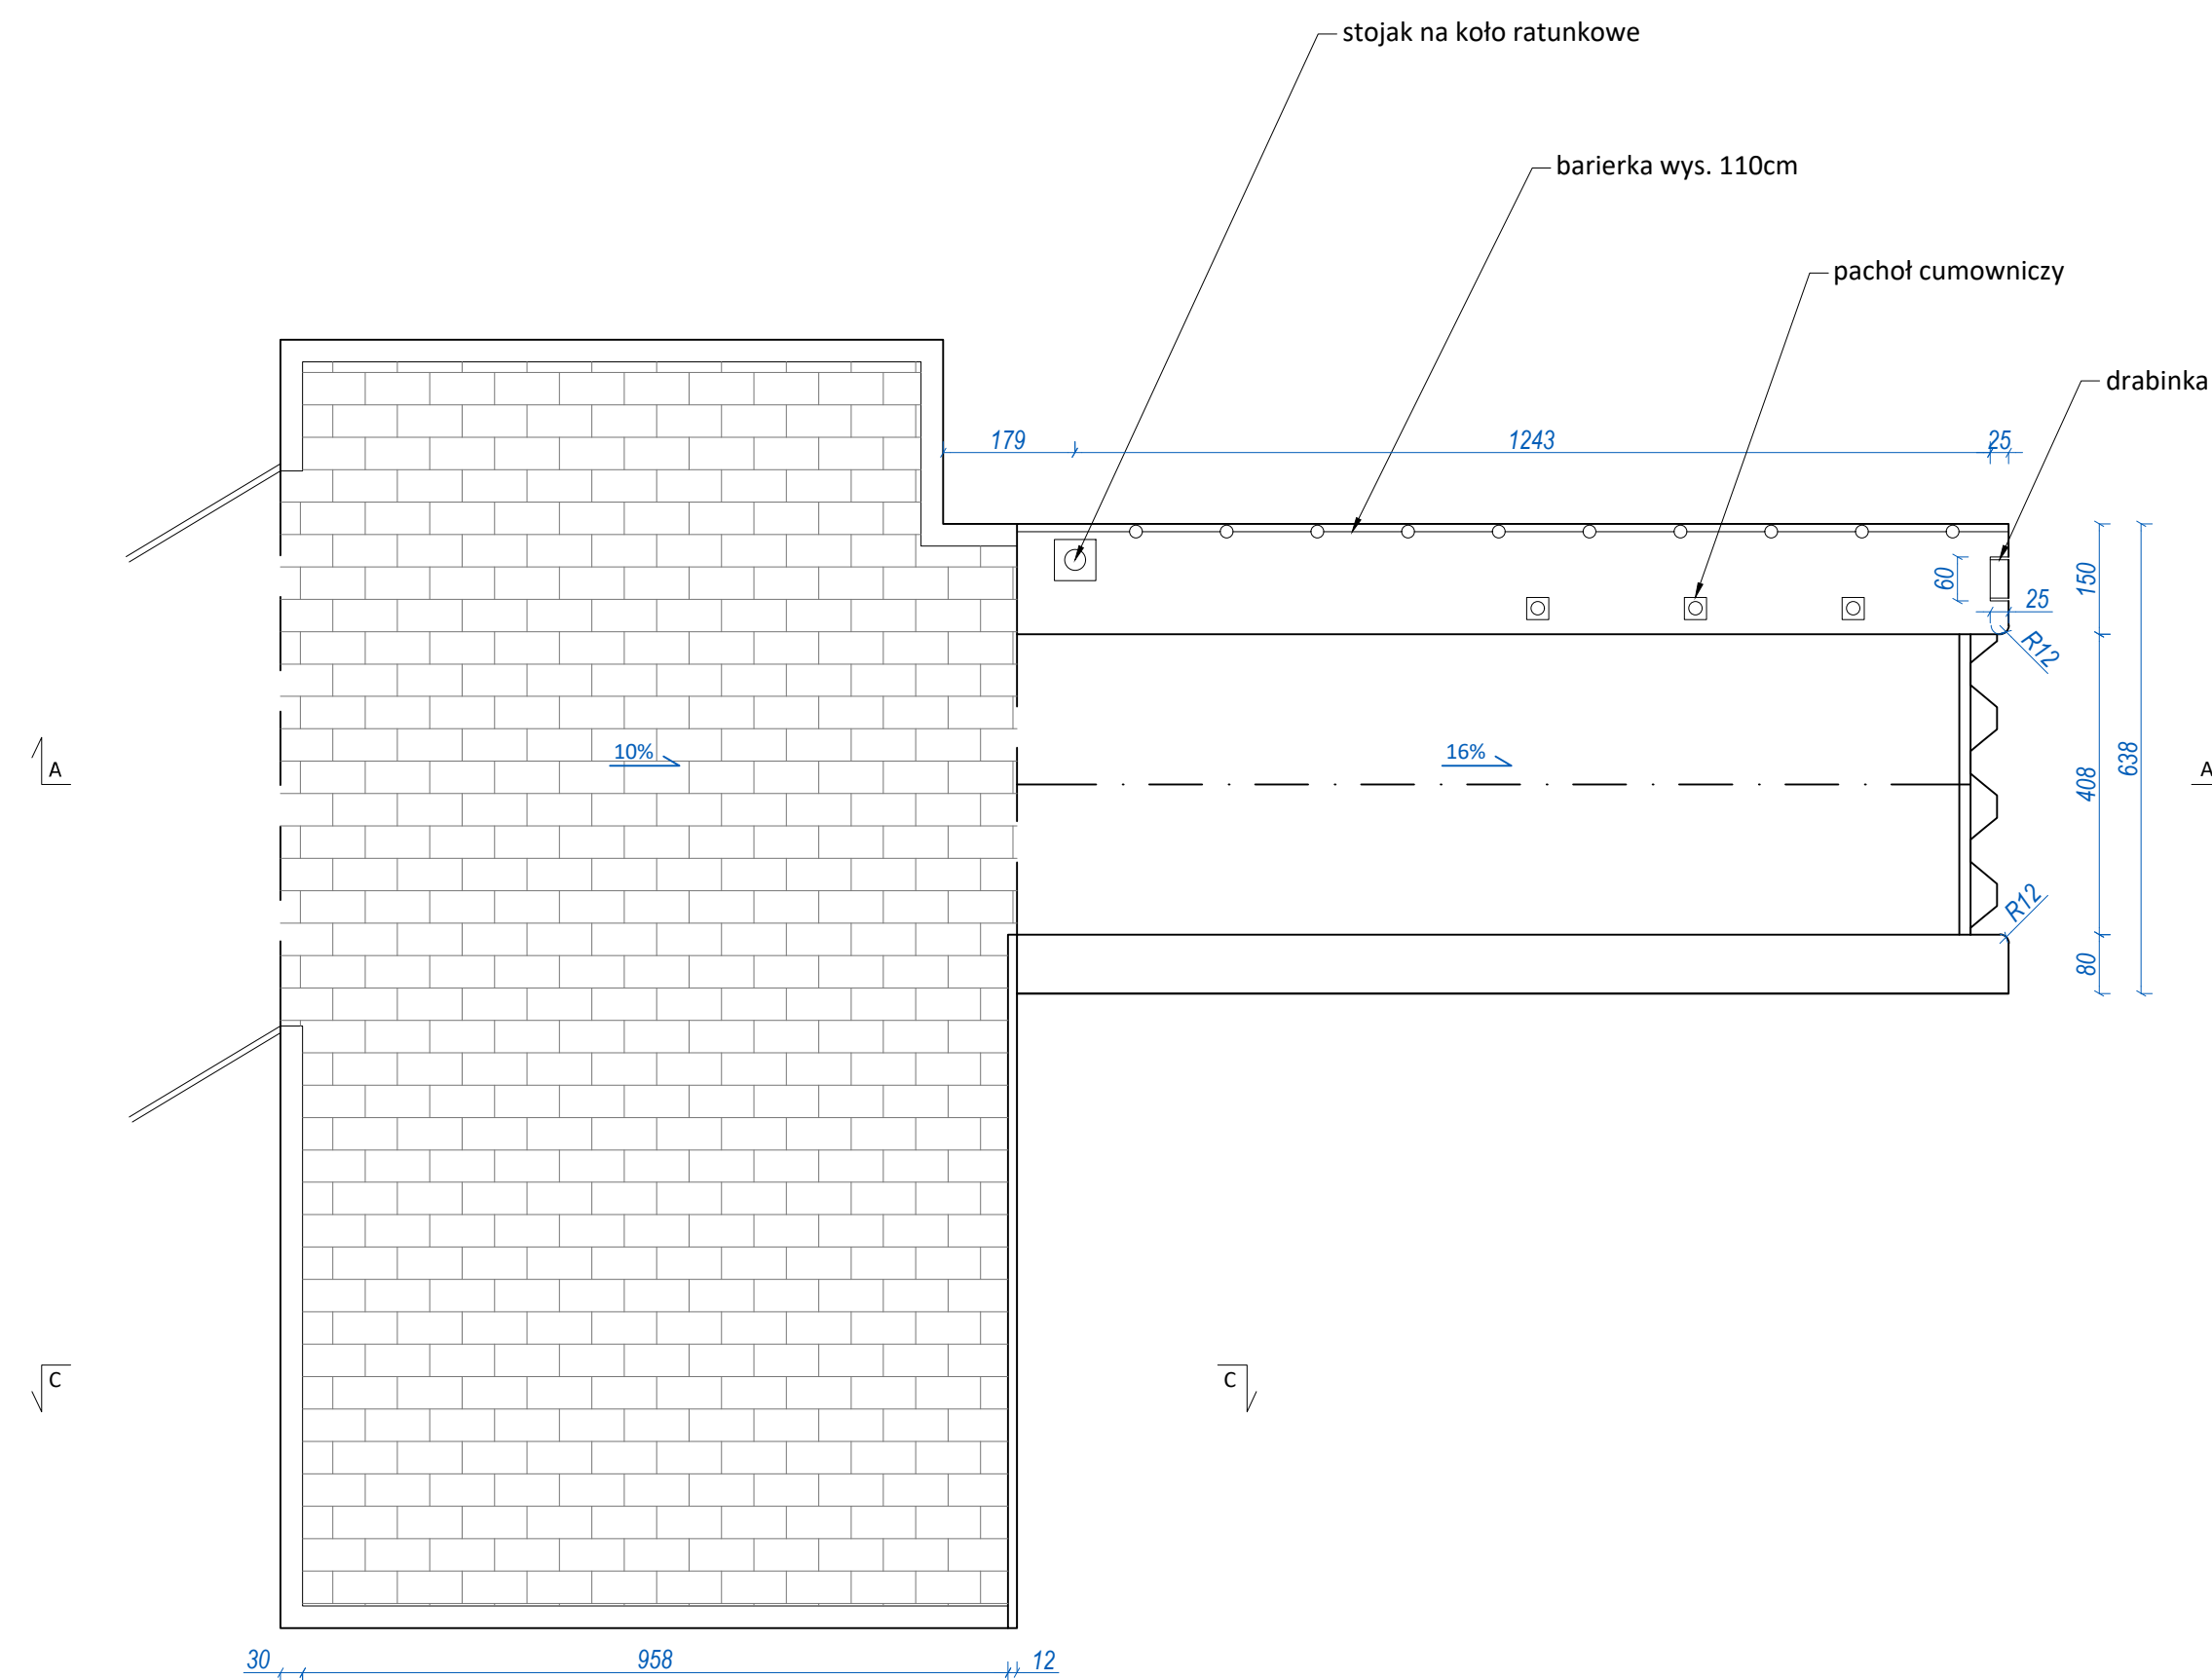 stojak na koło ratunkowe
barierka wys. 110cm
pachoł cumowniczy
drabinka
179
1243
25
60
150
25
R12
10%
16%
A
A
408
638
R12
80
C
C
30
958
12